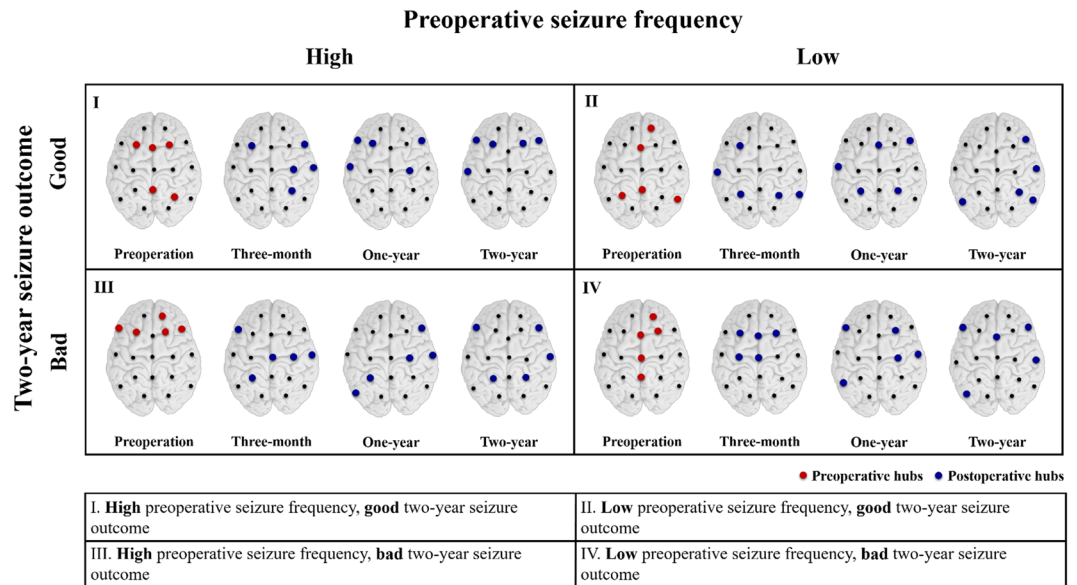 Preoperative seizure frequency
High
Low
Two-year seizure outcome
Good
Bad
I
Preoperation
Three-month
One-year
Two-year
II
Preoperation
Three-month
One-year
Two-year
III
Preoperation
Three-month
One-year
Two-year
IV
Preoperation
Three-month
One-year
Two-year
Preoperative hubs
Postoperative hubs
I. High preoperative seizure frequency, good two-year seizure
outcome
II. Low preoperative seizure frequency, good two-year seizure
outcome
III. High preoperative seizure frequency, bad two-year seizure
outcome
IV. Low preoperative seizure frequency, bad two-year seizure
outcome